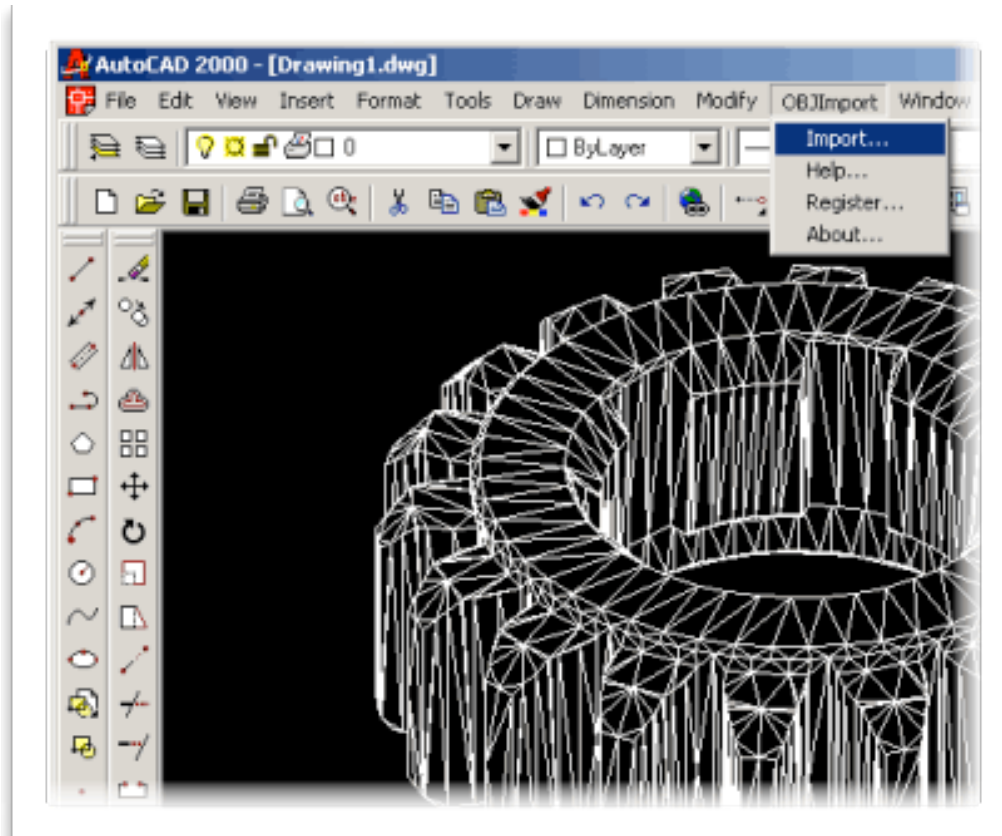 AutoCAD 2000 - [Drawing1.dwg]
File Edit View Insert Format Tools Draw Dimension Modify OBJImport Window
0 ByLayer
Import...
Help...
Register...
About...